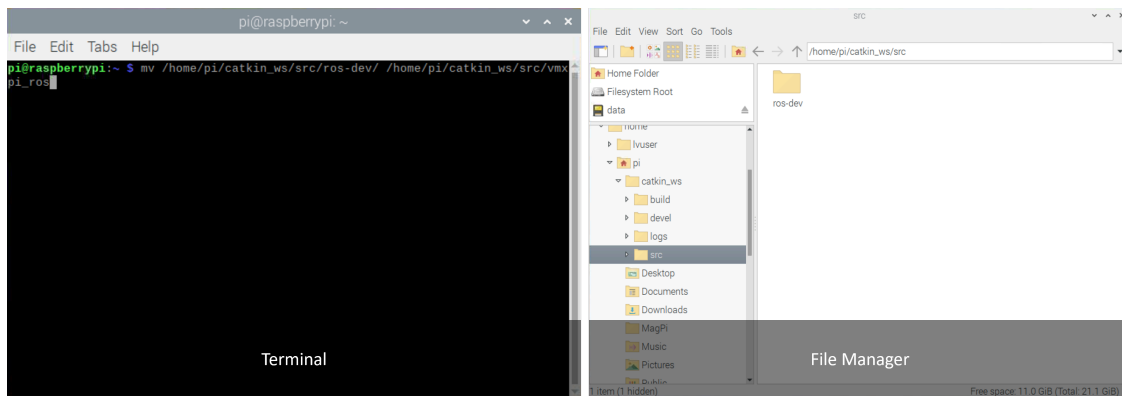 pi@raspberrypi: ~
File Edit Tabs Help
pi@raspberrypi:~ $ mv /home/pi/catkin_ws/src/ros-dev/ /home/pi/catkin_ws/src/vmx
pi_ros
Terminal
src
File Edit View Sort Go Tools
/home/pi/catkin_ws/src
Home Folder
Filesystem Root
data
home
lvuser
pi
catkin_ws
build
devel
logs
src
Desktop
Documents
Downloads
MagPi
Music
Pictures
Public
ros-dev
File Manager
1 item (1 hidden)
Free space: 11.0 GiB (Total: 21.1 GiB)